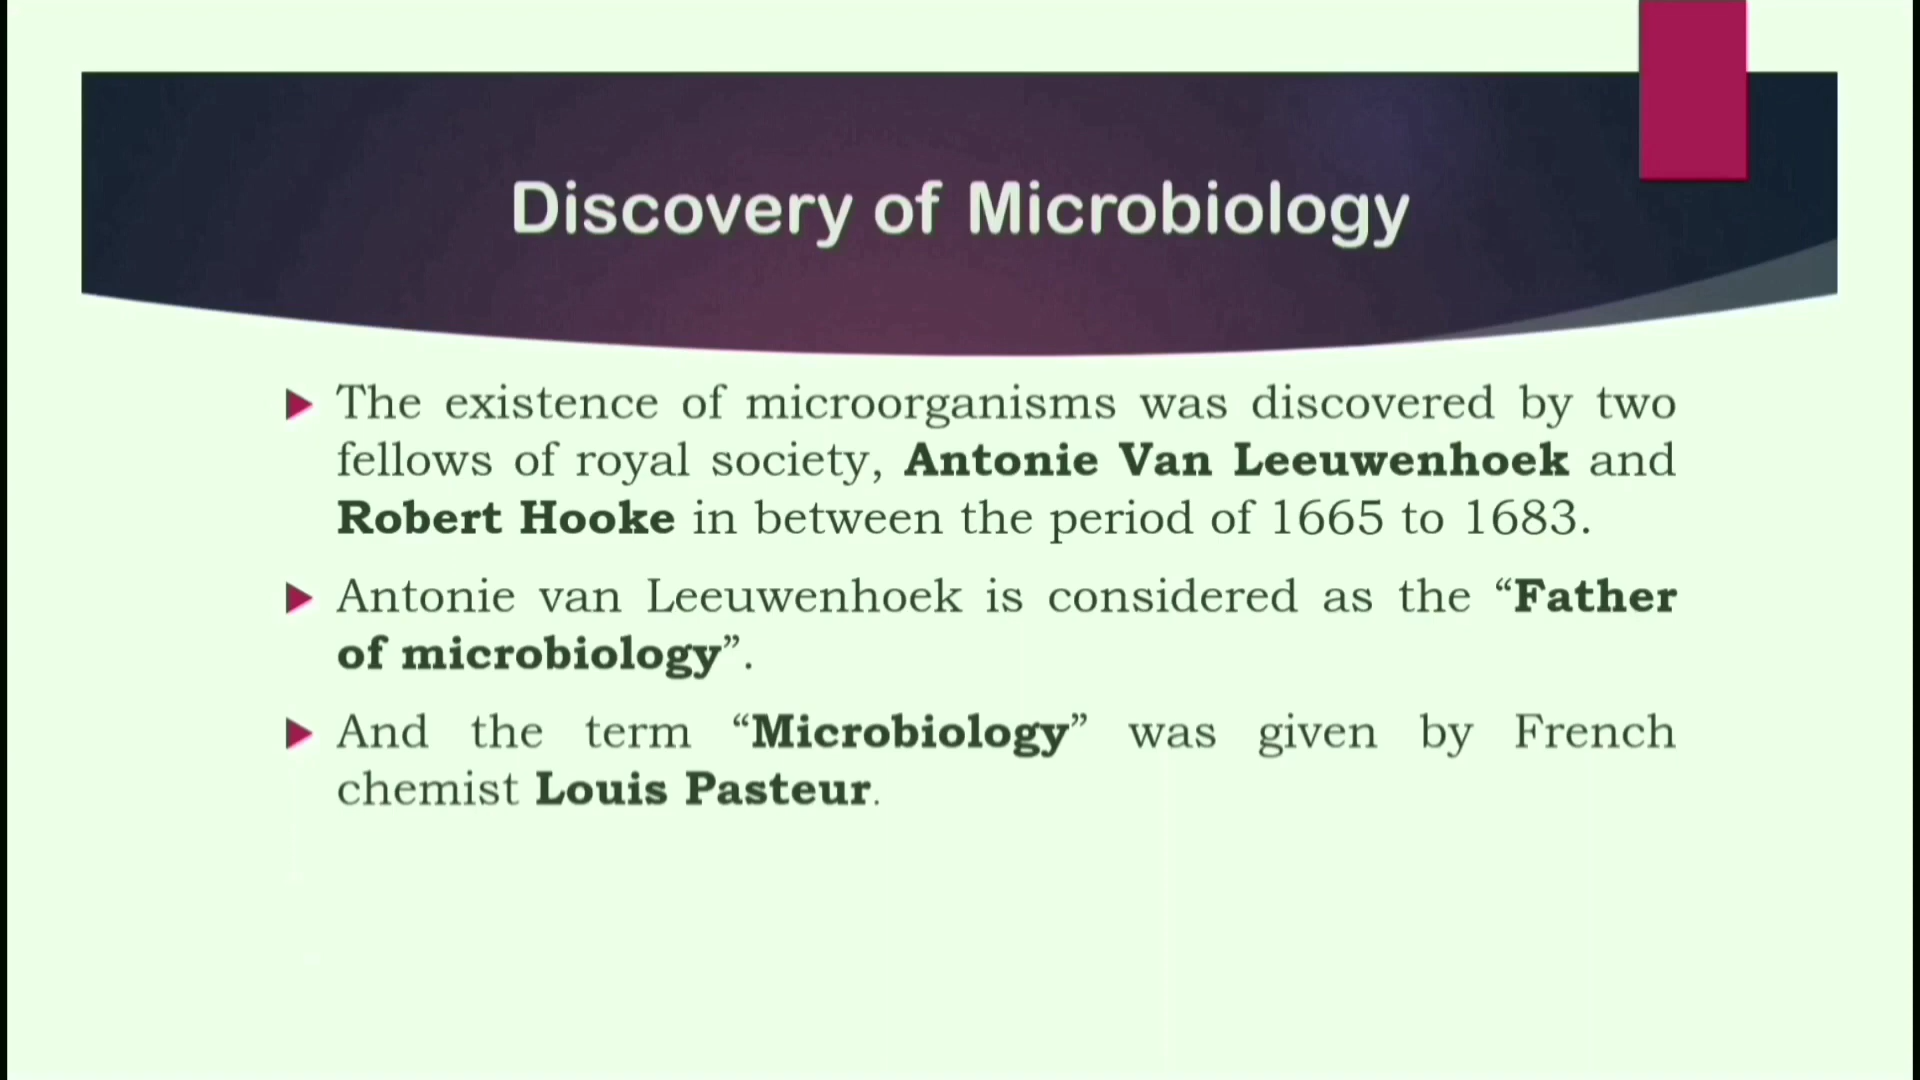 Discovery of Microbiology
The existence of microorganisms was discovered by two
fellows of royal society, Antonie Van Leeuwenhoek and
Robert Hooke in between the period of 1665 to 1683.
Antonie van Leeuwenhoek is considered as the “Father
of microbiology”.
And the term “Microbiology” was given by French
chemist Louis Pasteur.